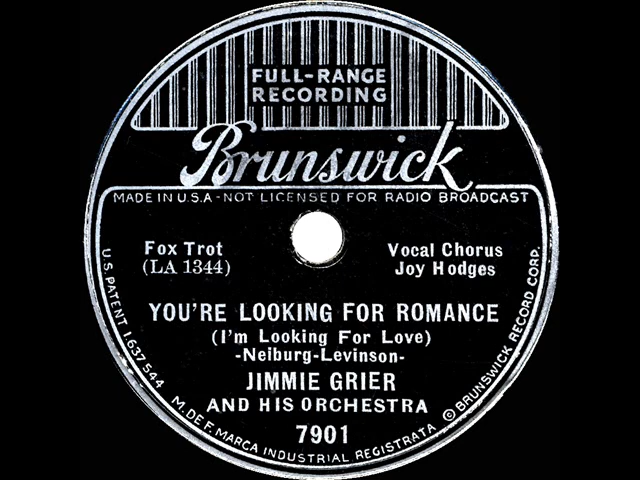 FULL-RANGE
RECORDING
Brunswick
MADE IN U.S.A - NOT LICENSED FOR RADIO BROADCAST
Fox Trot
(LA 1344)
Vocal Chorus
Joy Hodges
YOU'RE LOOKING FOR ROMANCE
(I'm Looking For Love)
-Neiburg-Levinson-
JIMMIE GRIER
AND HIS ORCHESTRA
7901
U.S. PATENT 1,637,544
M. DE F. MARCA INDUSTRIAL REGISTRATA
© BRUNSWICK RECORD CORP.